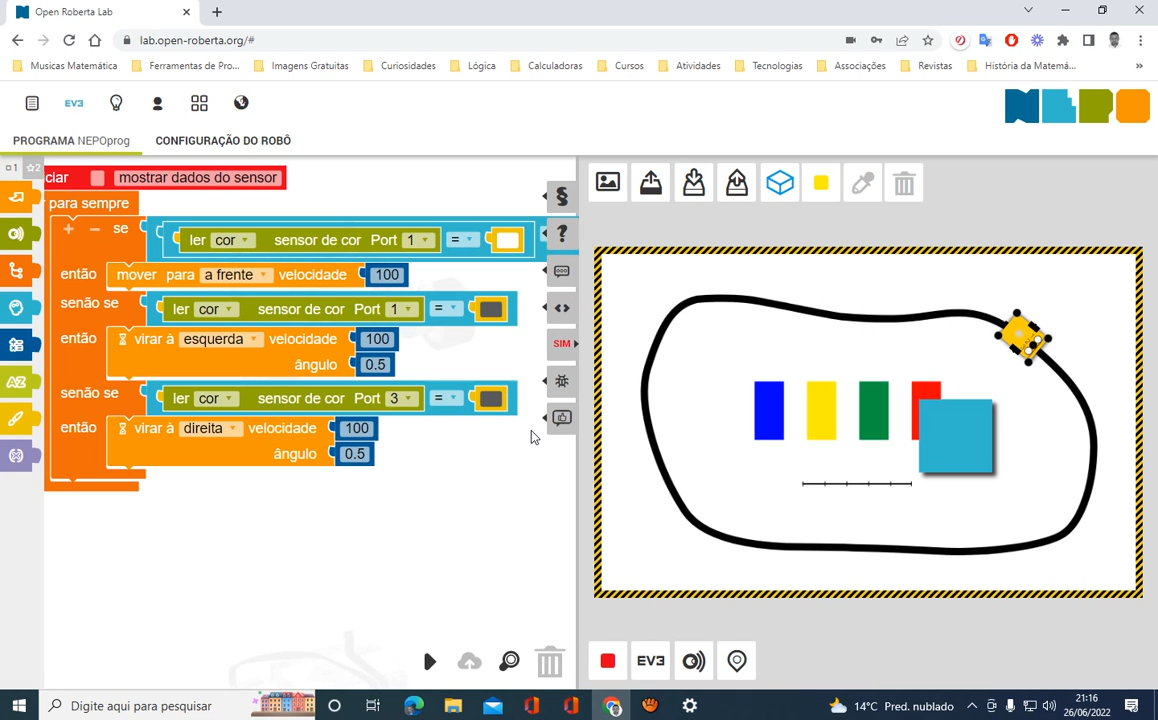 Open Roberta Lab
lab.open-roberta.org/#
Musicas Matemática
Ferramentas de Pro...
Imagens Gratuitas
Curiosidades
Lógica
Calculadoras
Cursos
Atividades
Tecnologias
Associações
Revistas
História da Matemá...
»
EV3
PROGRAMA NEPOprog
CONFIGURAÇÃO DO ROBÔ
1
2
ciar mostrar dados do sensor
para sempre
+ − se ler cor sensor de cor Port 1 =
então mover para a frente velocidade 100
senão se ler cor sensor de cor Port 1 =
então virar à esquerda velocidade 100
ângulo 0.5
senão se ler cor sensor de cor Port 3 =
então virar à direita velocidade 100
ângulo 0.5
§
?
SIM
AZ
EV3
Digite aqui para pesquisar
14°C Pred. nublado
21:16
26/06/2022